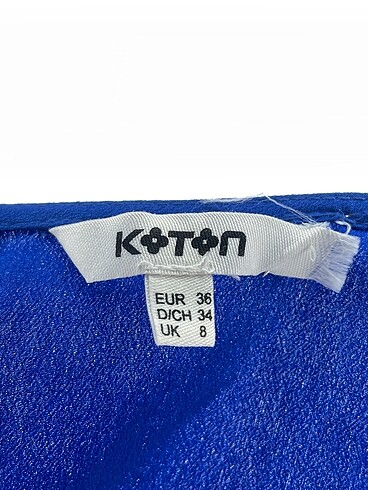 KOTON
EUR 36
D/CH 34
UK 8